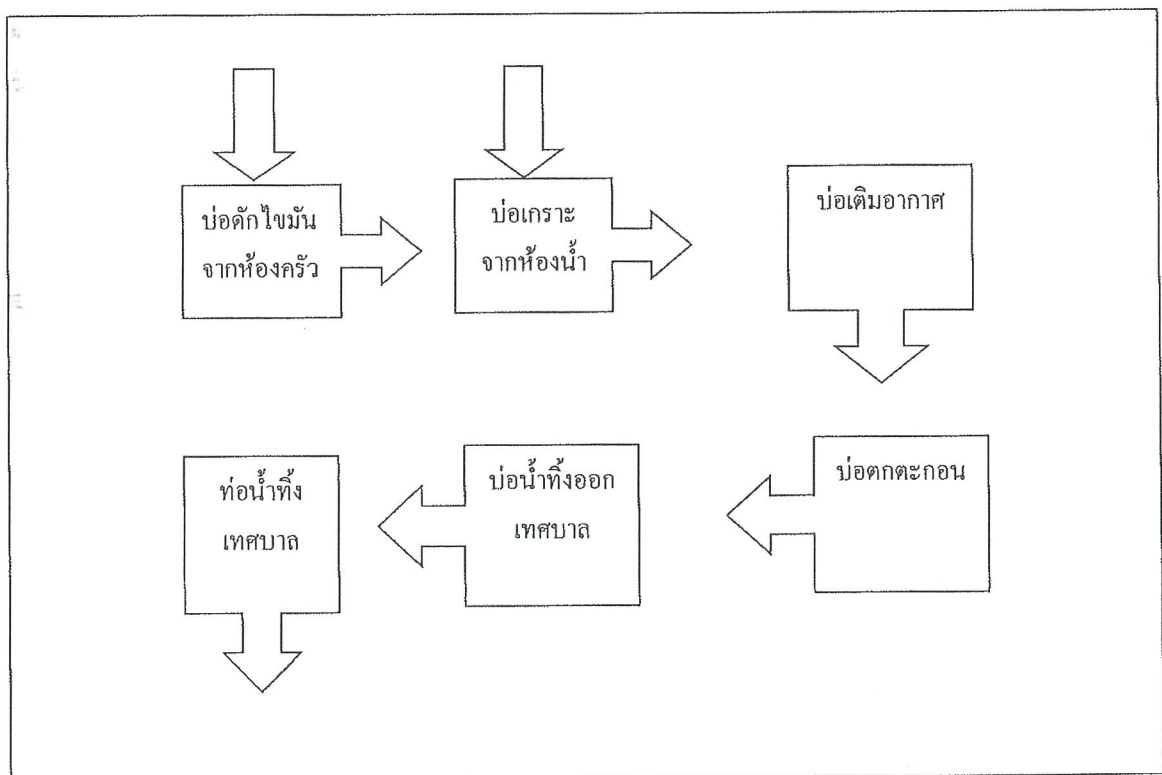 บ่อดักไขมัน
จากห้องครัว
บ่อเกราะ
จากห้องน้ำ
บ่อเติมอากาศ
บ่อตกตะกอน
บ่อน้ำทิ้งออก
เทศบาล
ท่อน้ำทิ้ง
เทศบาล